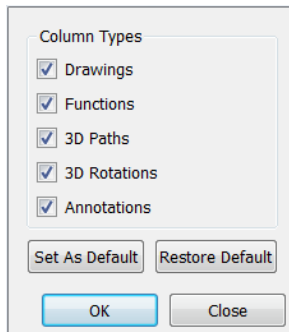 Column Types
Drawings
Functions
3D Paths
3D Rotations
Annotations
Set As Default Restore Default
OK Close